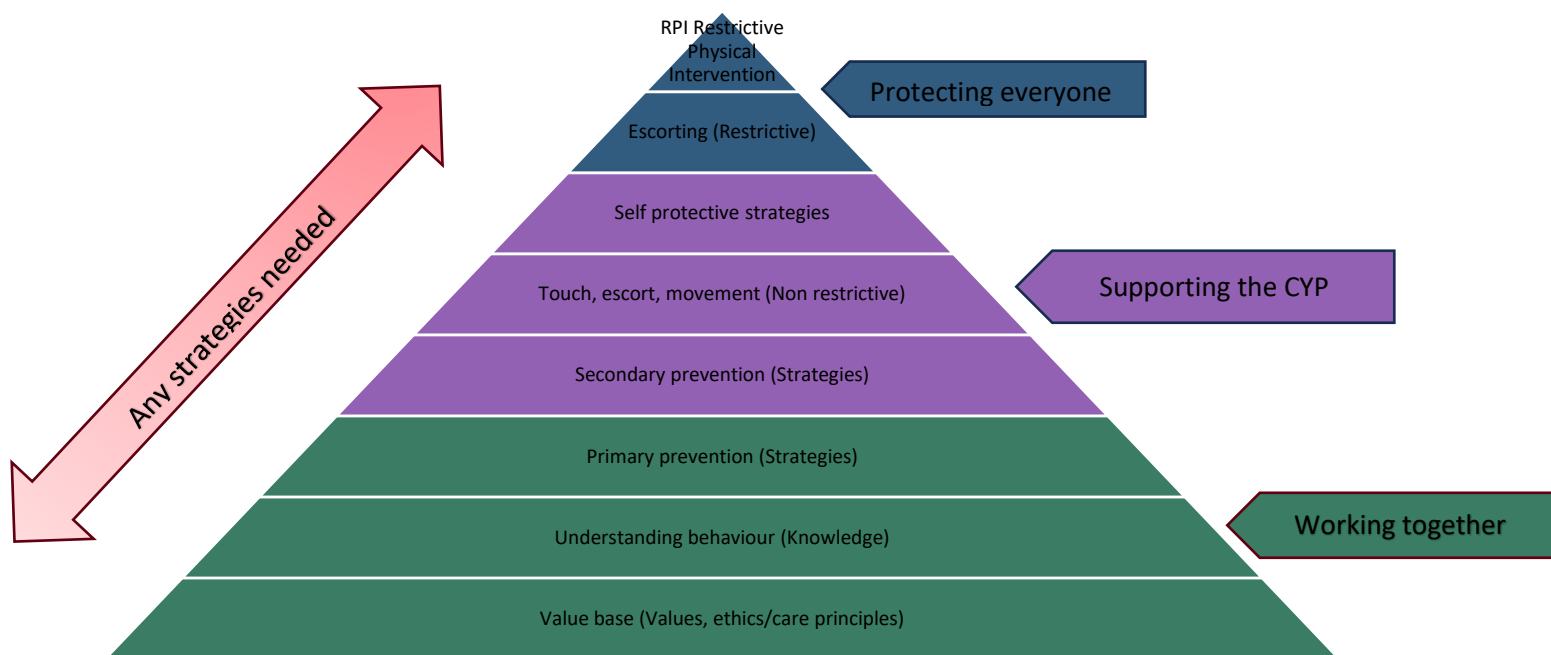 RPI Restrictive
Physical
Intervention
Protecting everyone
Escorting (Restrictive)
Self protective strategies
Touch, escort, movement (Non restrictive)
Supporting the CYP
Any strategies needed
Secondary prevention (Strategies)
Primary prevention (Strategies)
Understanding behaviour (Knowledge)
Working together
Value base (Values, ethics/care principles)